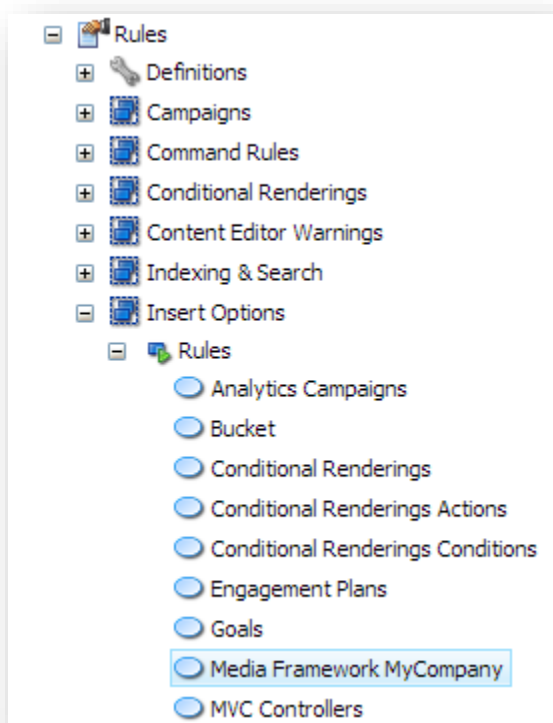 Rules
Definitions
Campaigns
Command Rules
Conditional Renderings
Content Editor Warnings
Indexing & Search
Insert Options
Rules
Analytics Campaigns
Bucket
Conditional Renderings
Conditional Renderings Actions
Conditional Renderings Conditions
Engagement Plans
Goals
Media Framework MyCompany
MVC Controllers